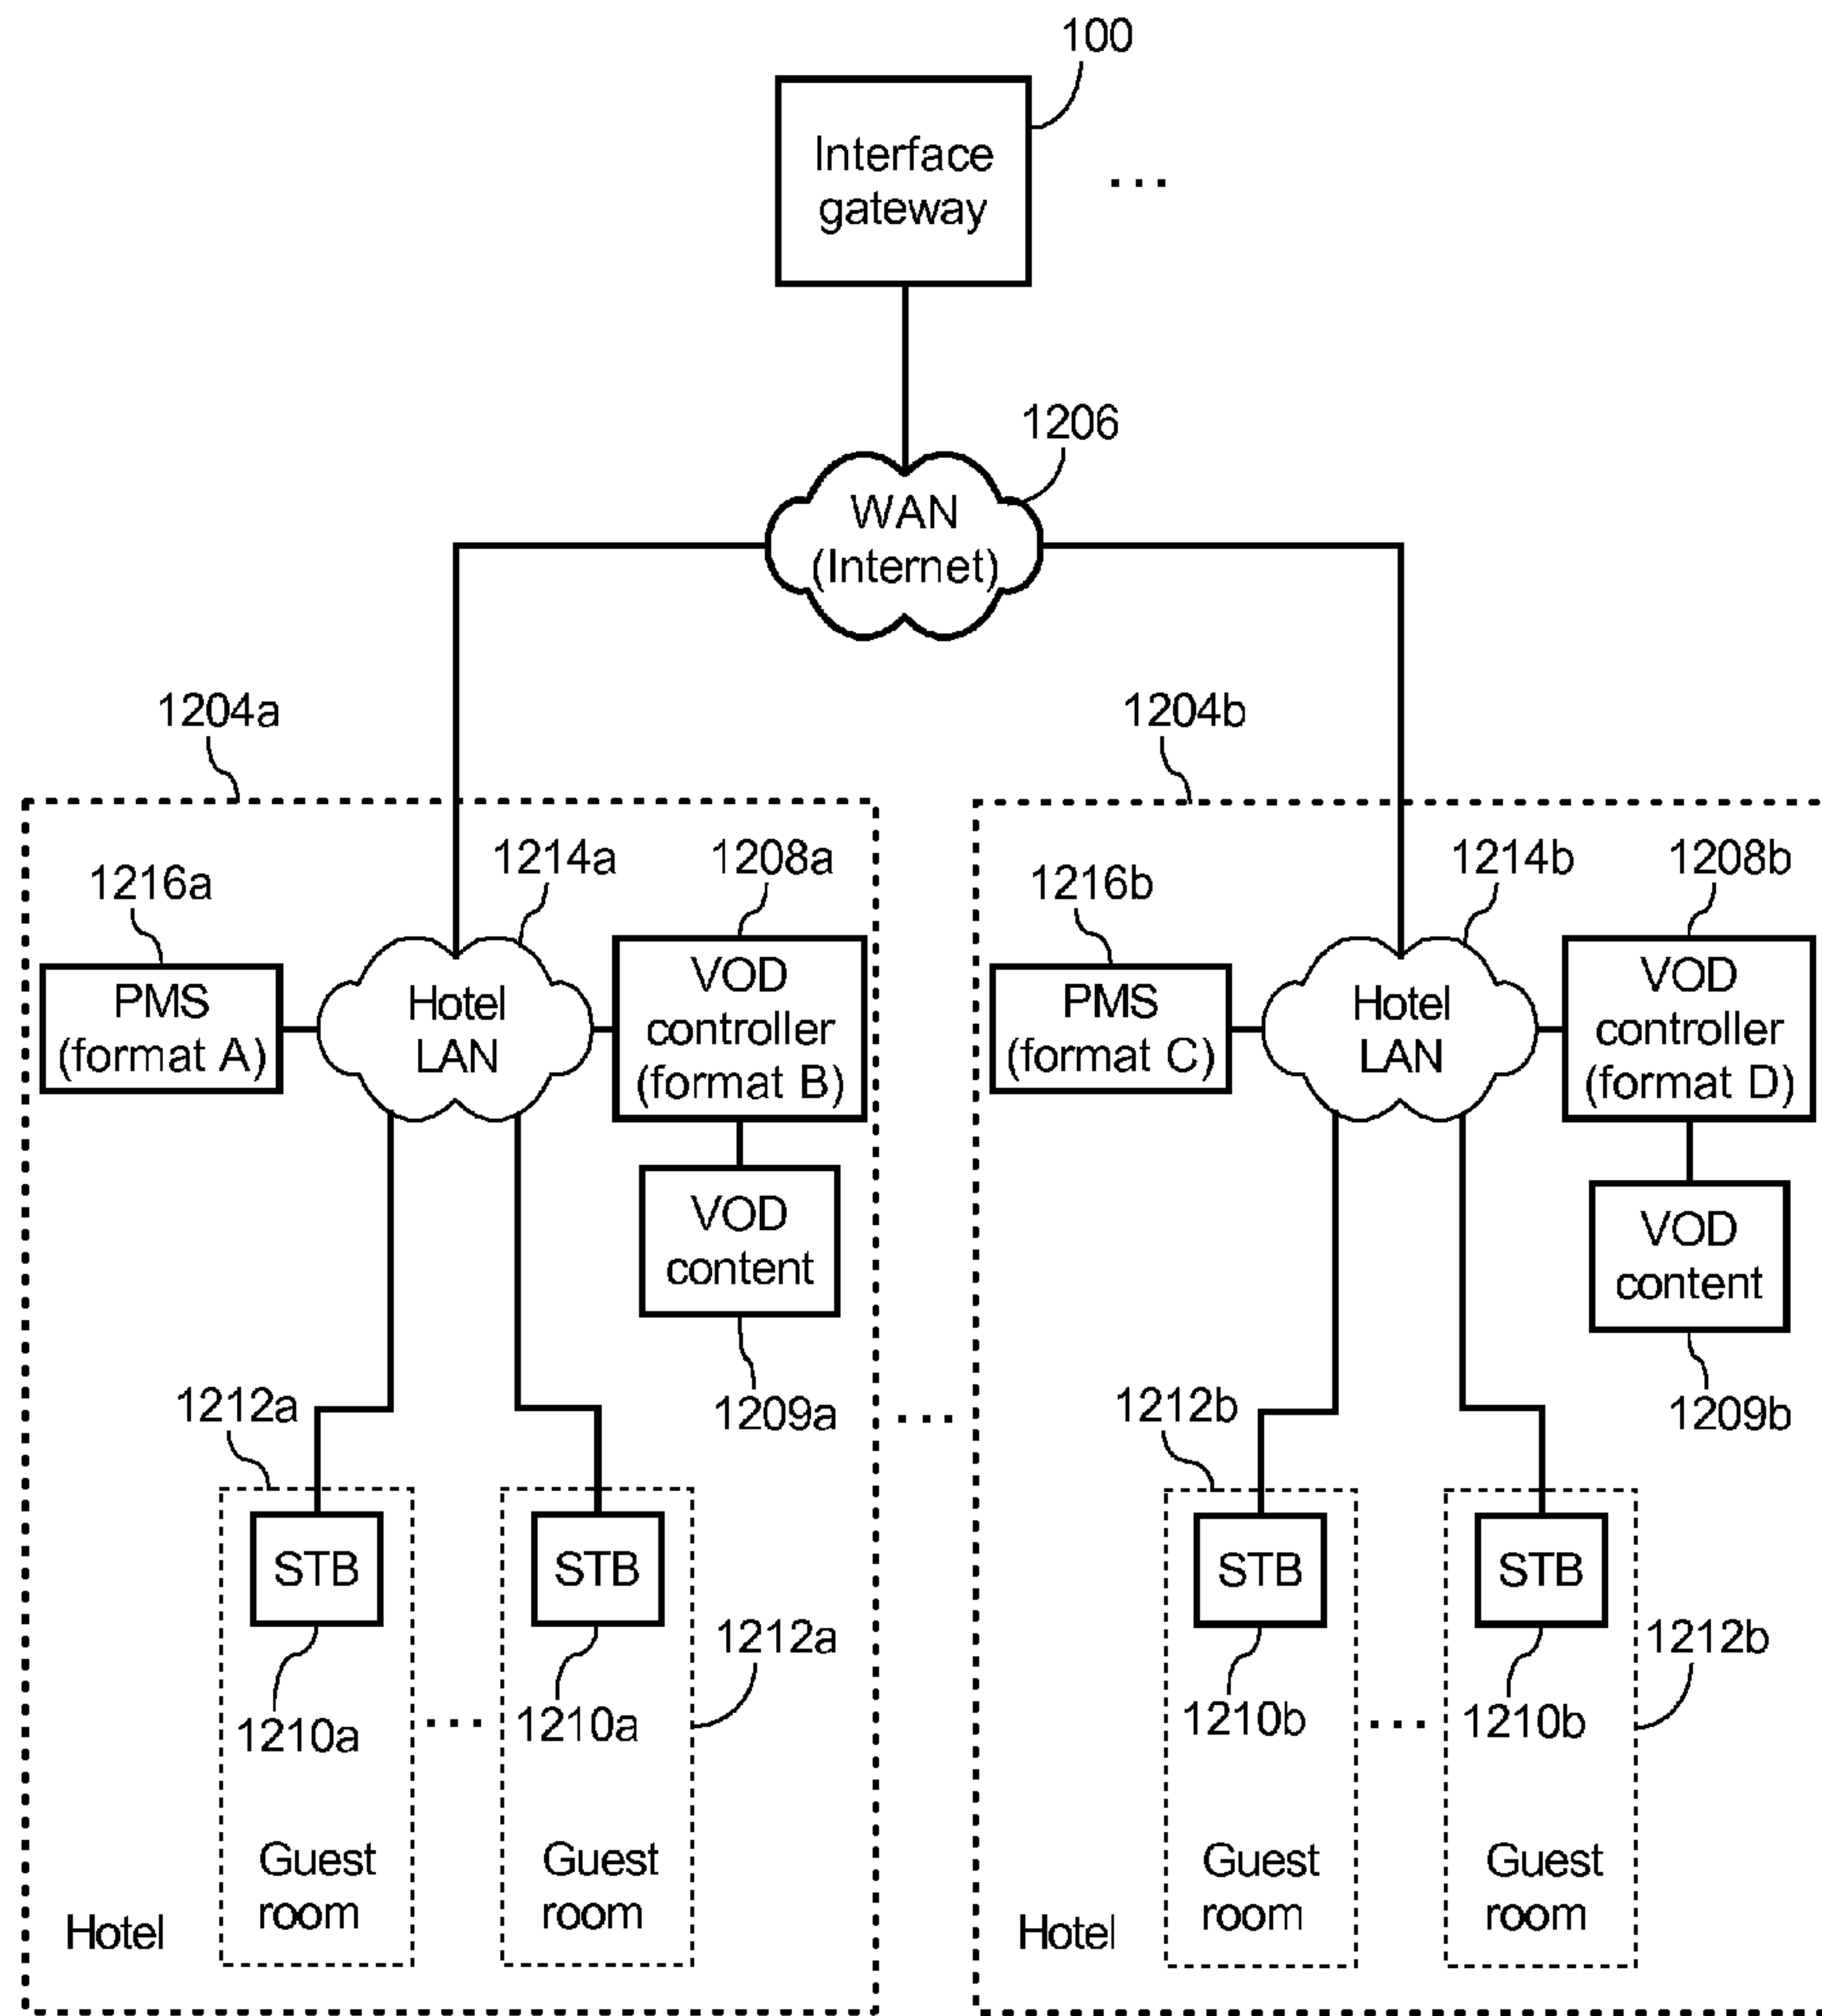 100
Interface
gateway
...
1206
WAN
(Internet)
1204a
1204b
1216a
1214a
1208a
PMS
(format A)
Hotel
LAN
VOD
controller
(format B)
VOD
content
1209a
1212a
STB
STB
1212a
1210a
...
1210a
Guest
room
Guest
room
Hotel
...
1216b
1214b
1208b
PMS
(format C)
Hotel
LAN
VOD
controller
(format D)
VOD
content
1209b
1212b
STB
STB
1212b
1210b
...
1210b
Guest
room
Guest
room
Hotel